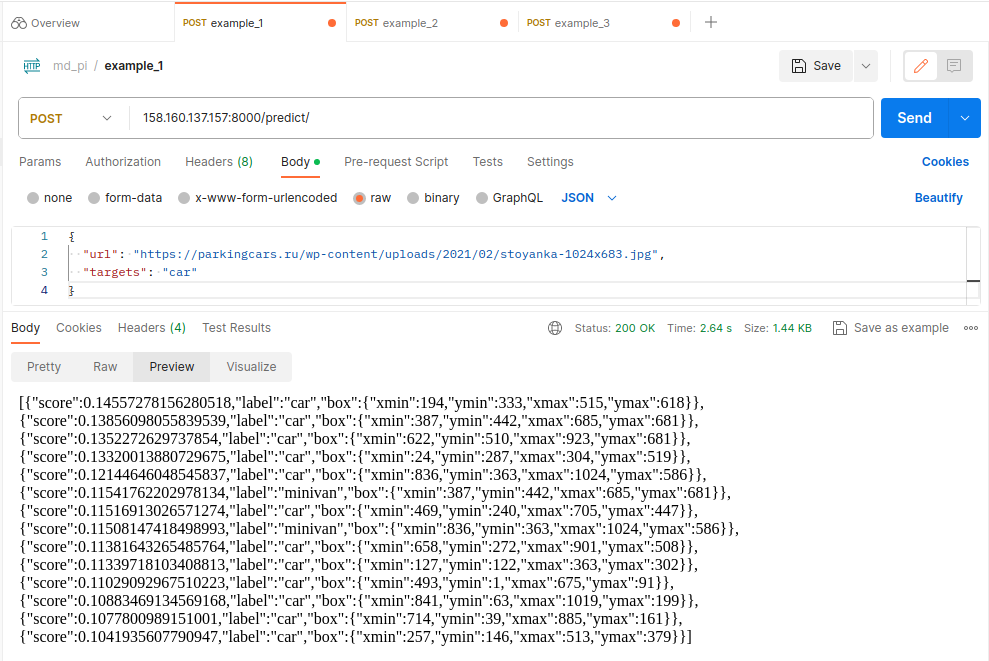 Overview
POST example_1
POST example_2
POST example_3
HTTP md_pi / example_1
Save
POST 158.160.137.157:8000/predict/
Send
Params Authorization Headers (8) Body Pre-request Script Tests Settings Cookies
none form-data x-www-form-urlencoded raw binary GraphQL JSON Beautify
1 {
2 "url": "https://parkingcars.ru/wp-content/uploads/2021/02/stoyanka-1024x683.jpg",
3 "targets": "car"
4 }
Body Cookies Headers (4) Test Results Status: 200 OK Time: 2.64 s Size: 1.44 KB Save as example
Pretty Raw Preview Visualize
[{"score":0.14557278156280518,"label":"car","box":{"xmin":194,"ymin":333,"xmax":515,"ymax":618}},
{"score":0.13856098055839539,"label":"car","box":{"xmin":387,"ymin":442,"xmax":685,"ymax":681}},
{"score":0.1352272629737854,"label":"car","box":{"xmin":622,"ymin":510,"xmax":923,"ymax":681}},
{"score":0.13320013880729675,"label":"car","box":{"xmin":24,"ymin":287,"xmax":304,"ymax":519}},
{"score":0.12144646048545837,"label":"car","box":{"xmin":836,"ymin":363,"xmax":1024,"ymax":586}},
{"score":0.11541762202978134,"label":"minivan","box":{"xmin":387,"ymin":442,"xmax":685,"ymax":681}},
{"score":0.11516913026571274,"label":"car","box":{"xmin":469,"ymin":240,"xmax":705,"ymax":447}},
{"score":0.11508147418498993,"label":"minivan","box":{"xmin":836,"ymin":363,"xmax":1024,"ymax":586}},
{"score":0.11381643265485764,"label":"car","box":{"xmin":658,"ymin":272,"xmax":901,"ymax":508}},
{"score":0.11339718103408813,"label":"car","box":{"xmin":127,"ymin":122,"xmax":363,"ymax":302}},
{"score":0.11029092967510223,"label":"car","box":{"xmin":493,"ymin":1,"xmax":675,"ymax":91}},
{"score":0.10883469134569168,"label":"car","box":{"xmin":841,"ymin":63,"xmax":1019,"ymax":199}},
{"score":0.1077800989151001,"label":"car","box":{"xmin":714,"ymin":39,"xmax":885,"ymax":161}},
{"score":0.1041935607790947,"label":"car","box":{"xmin":257,"ymin":146,"xmax":513,"ymax":379}}]